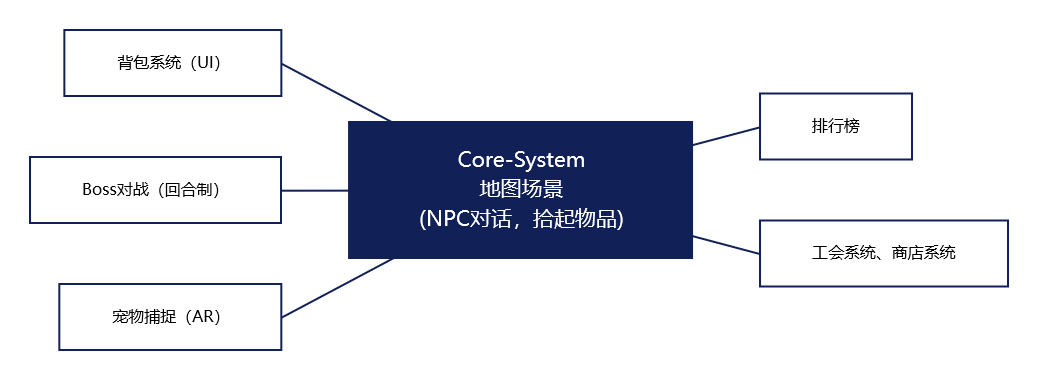 背包系统（UI）
Boss对战（回合制）
宠物捕捉（AR）
Core-System
地图场景
(NPC对话，拾起物品)
排行榜
工会系统、商店系统